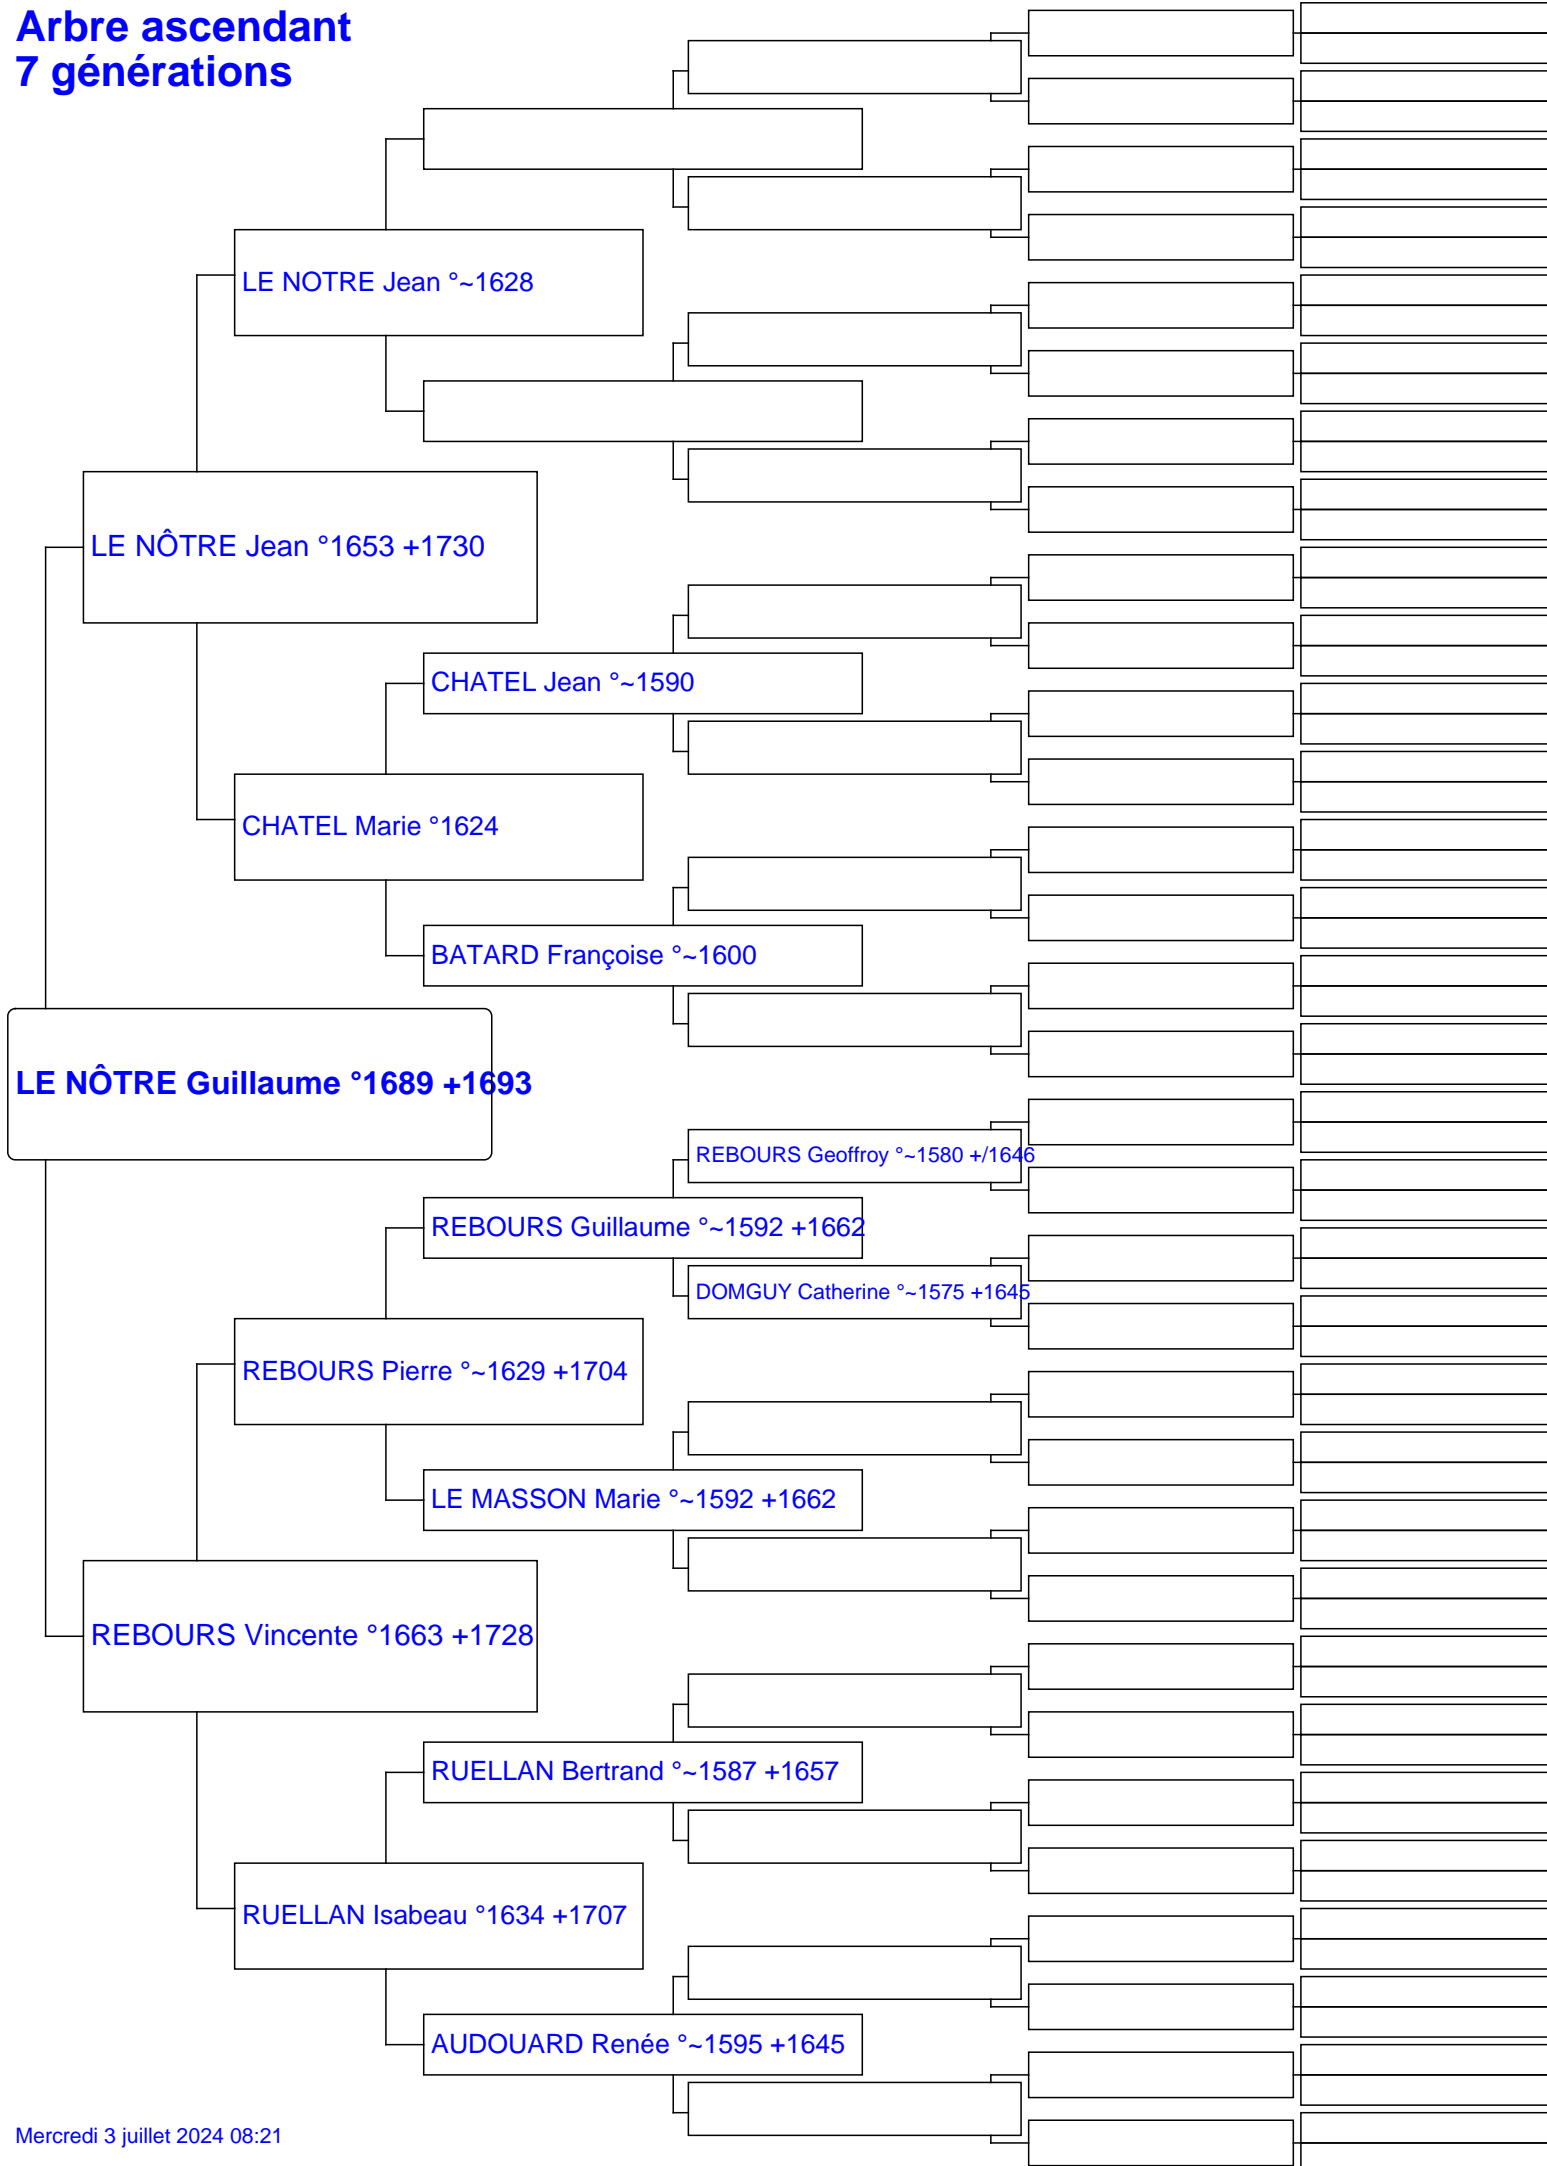 Arbre ascendant
7 générations
LE NOTRE Jean °~1628
LE NÔTRE Jean °1653 +1730
CHATEL Jean °~1590
CHATEL Marie °1624
BATARD Françoise °~1600
LE NÔTRE Guillaume °1689 +1693
REBOURS Geoffroy °~1580 +/1646
REBOURS Guillaume °~1592 +1662
DOMGUY Catherine °~1575 +1645
REBOURS Pierre °~1629 +1704
LE MASSON Marie °~1592 +1662
REBOURS Vincente °1663 +1728
RUELLAN Bertrand °~1587 +1657
RUELLAN Isabeau °1634 +1707
AUDOUARD Renée °~1595 +1645
Mercredi 3 juillet 2024 08:21